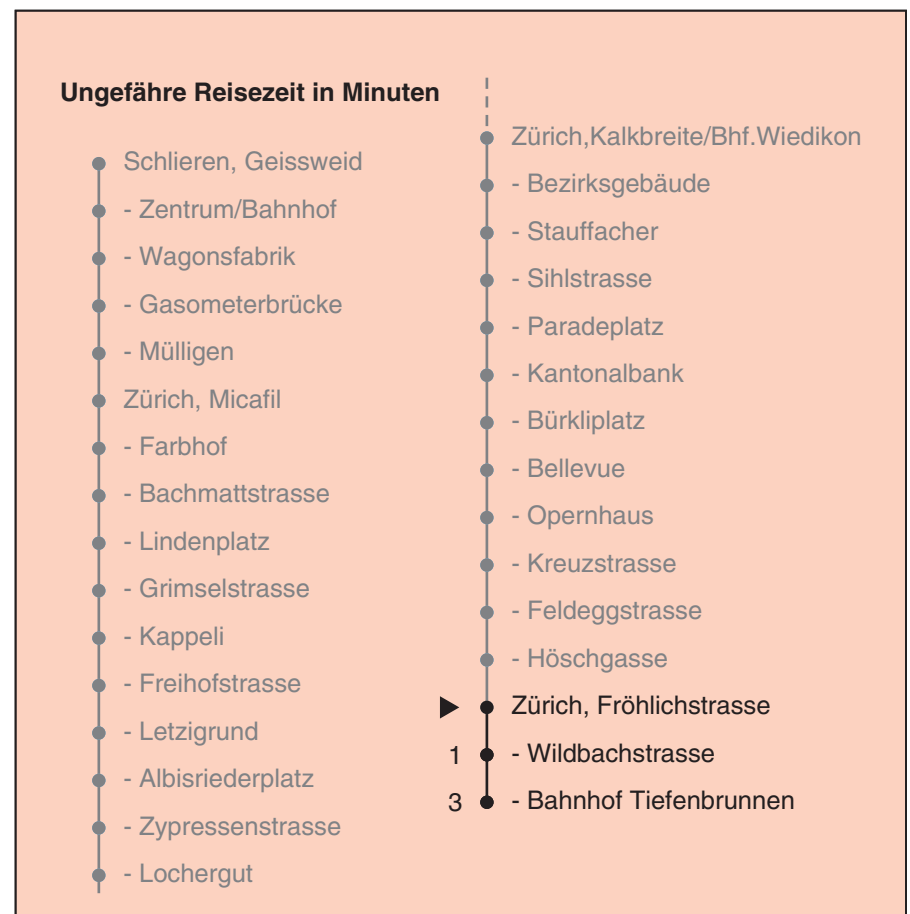 Ungefähre Reisezeit in Minuten
Schlieren, Geissweid
- Zentrum/Bahnhof
- Wagonsfabrik
- Gasometerbrücke
- Mülligen
Zürich, Micafil
- Farbhof
- Bachmattstrasse
- Lindenplatz
- Grimselstrasse
- Kappeli
- Freihofstrasse
- Letzigrund
- Albisriederplatz
- Zypressenstrasse
- Lochergut
Zürich,Kalkbreite/Bhf.Wiedikon
- Bezirksgebäude
- Stauffacher
- Sihlstrasse
- Paradeplatz
- Kantonalbank
- Bürkliplatz
- Bellevue
- Opernhaus
- Kreuzstrasse
- Feldeggstrasse
- Höschgasse
Zürich, Fröhlichstrasse
1 - Wildbachstrasse
3 - Bahnhof Tiefenbrunnen